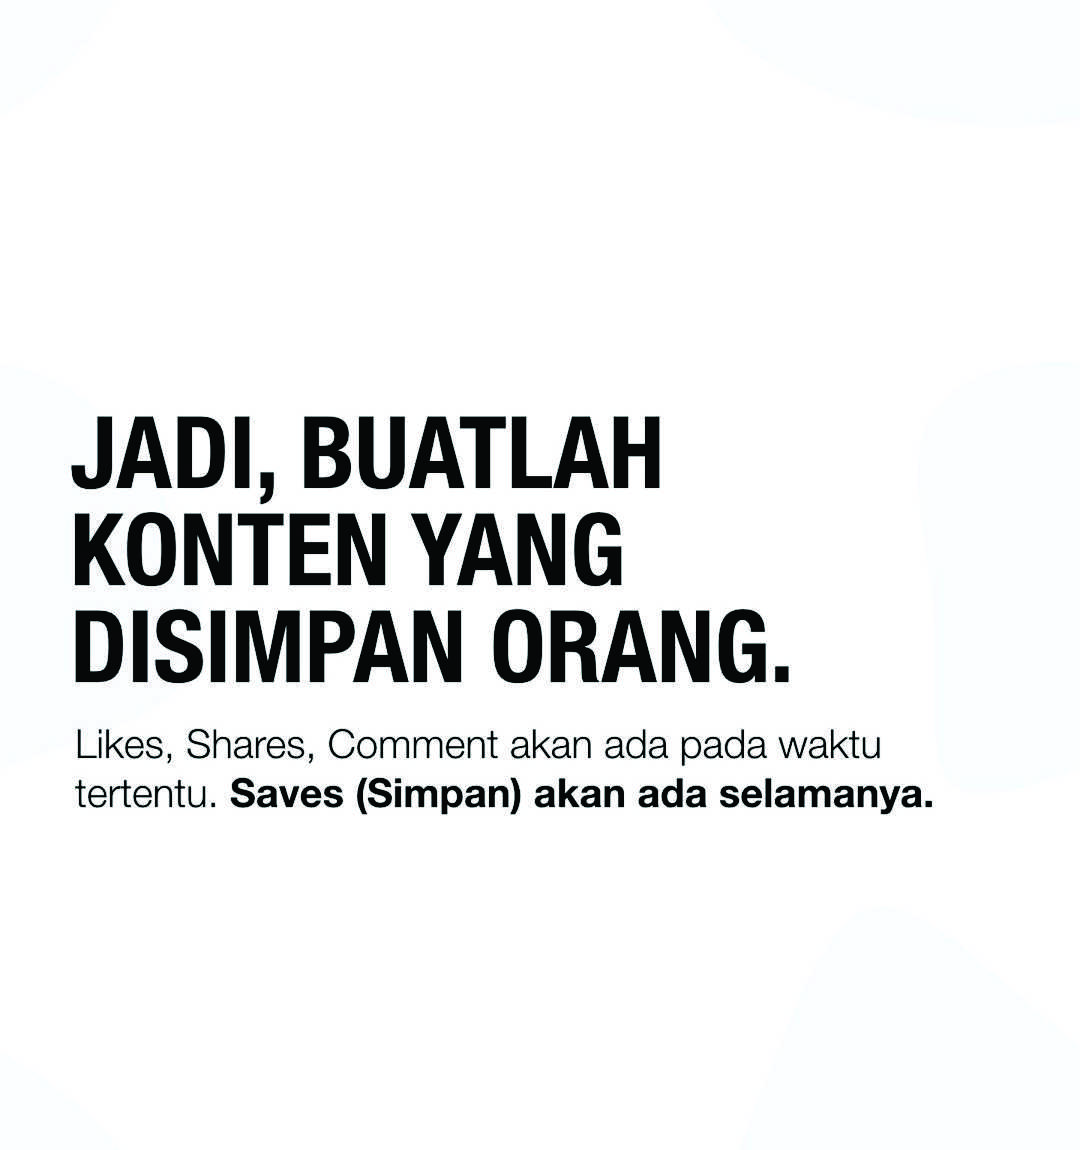 JADI, BUATLAH
KONTEN YANG
DISIMPAN ORANG.
Likes, Shares, Comment akan ada pada waktu
tertentu. Saves (Simpan) akan ada selamanya.